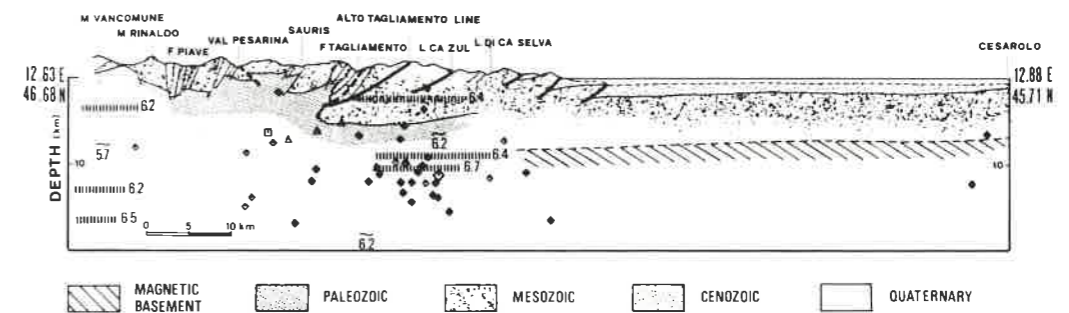 M VANCOMUNE
M RINALDO
F PIAVE
VAL PESARINA
SAURIS
ALTO TAGLIAMENTO LINE
F TAGLIAMENTO
L CA ZUL
L DI CA SELVA
CESAROLO
12.63 E
46.68 N
12.88 E
45.71 N
DEPTH (km)
10
10
6.2
5.7
6.2
6.5
6.4
6.2
6.4
6.7
6.2
0 5 10 km
MAGNETIC BASEMENT
PALEOZOIC
MESOZOIC
CENOZOIC
QUATERNARY